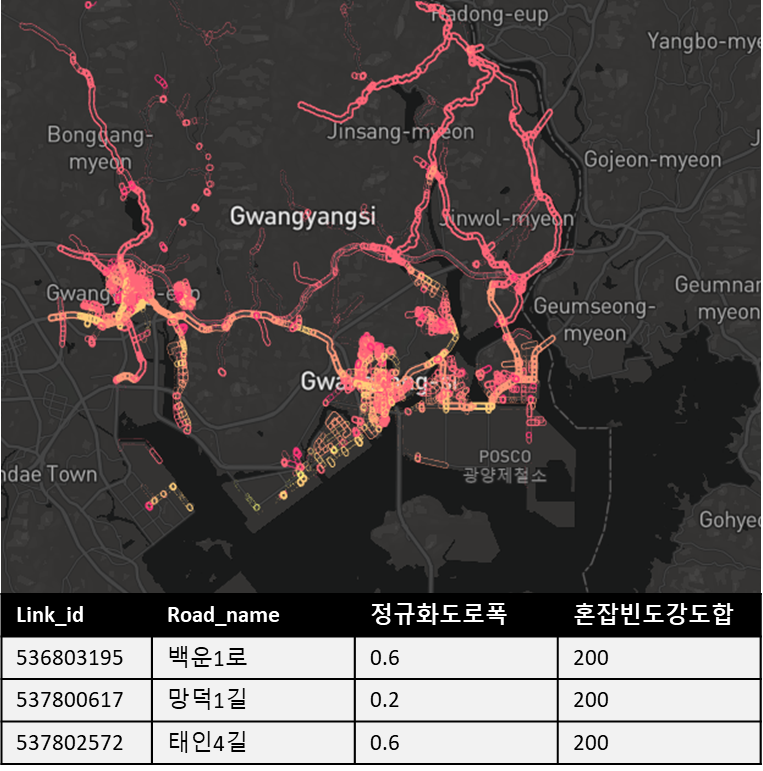 Hadong-eup
Yangbo-mye
Bonggang-
myeon
Jinsang-myeon
Gojeon-myeon
Gwangyangsi
Jinwol-myeon
Geumnam
myeon
Geumseong-
myeon
POSCO
광양제철소
ndae Town
Gohyeo
Link_id Road_name 정규화도로폭 혼잡빈도강도합
536803195 백운1로 0.6 200
537800617 망덕1길 0.2 200
537802572 태인4길 0.6 200